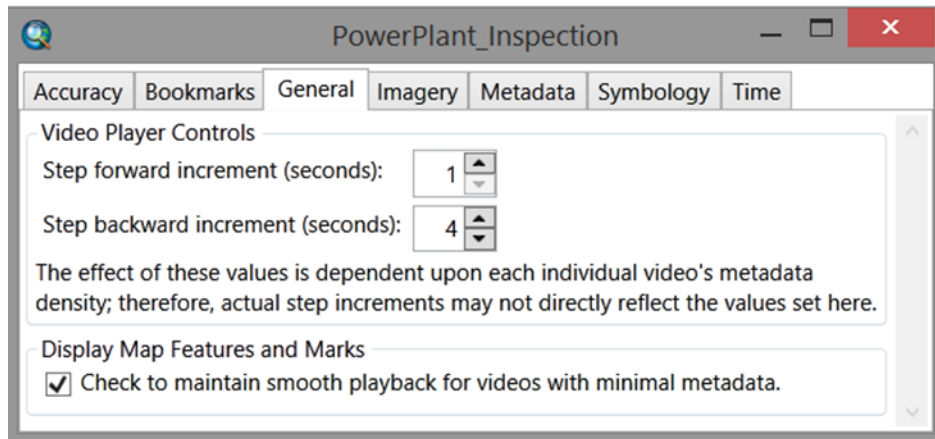 PowerPlant_Inspection
Accuracy Bookmarks General Imagery Metadata Symbology Time
Video Player Controls
Step forward increment (seconds): 1
Step backward increment (seconds): 4
The effect of these values is dependent upon each individual video's metadata
density; therefore, actual step increments may not directly reflect the values set here.
Display Map Features and Marks
Check to maintain smooth playback for videos with minimal metadata.